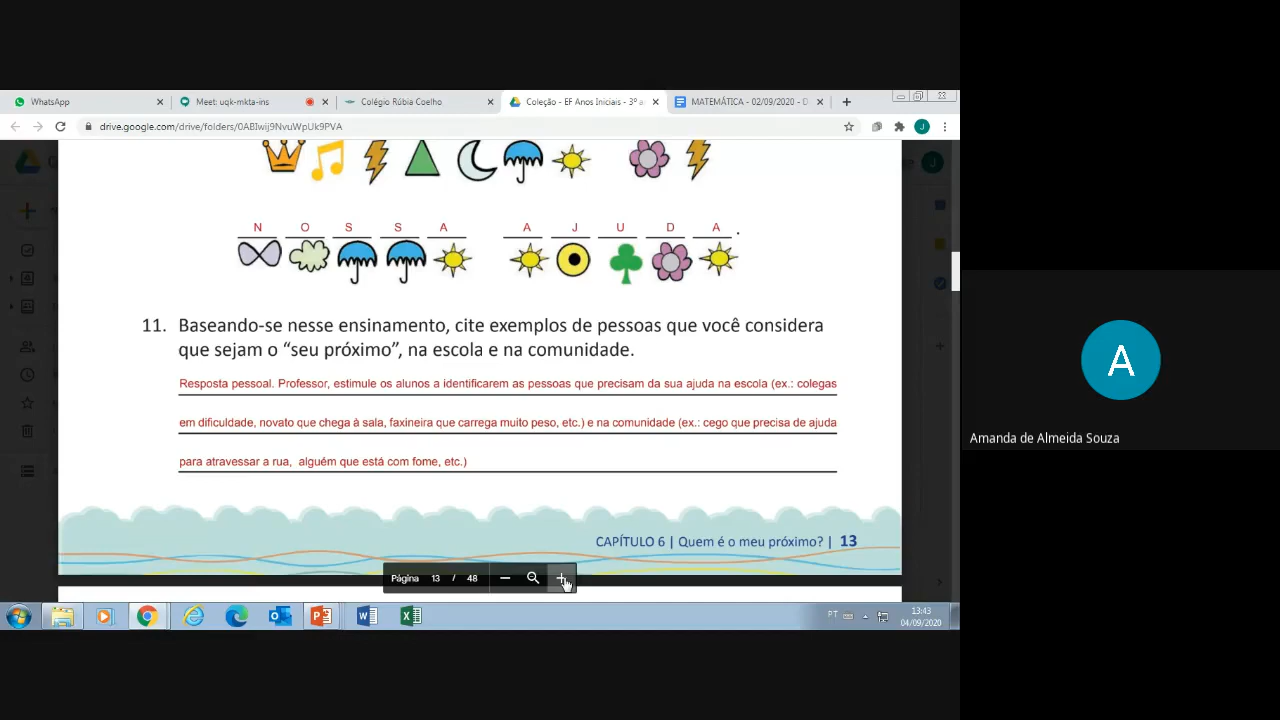 WhatsApp
Meet: uqk-mkta-ins
Colégio Rúbia Coelho
Coleção - EF Anos Iniciais - 3º a
MATEMÁTICA - 02/09/2020 - D
drive.google.com/drive/folders/0ABIwij9NvuWpUk9PVA
J
N O S S A A J U D A .
11. Baseando-se nesse ensinamento, cite exemplos de pessoas que você considera
que sejam o “seu próximo”, na escola e na comunidade.
Resposta pessoal. Professor, estimule os alunos a identificarem as pessoas que precisam da sua ajuda na escola (ex.: colegas
em dificuldade, novato que chega à sala, faxineira que carrega muito peso, etc.) e na comunidade (ex.: cego que precisa de ajuda
para atravessar a rua, alguém que está com fome, etc.)
CAPÍTULO 6 | Quem é o meu próximo? | 13
Página 13 / 48
PT
13:43
04/09/2020
A
Amanda de Almeida Souza